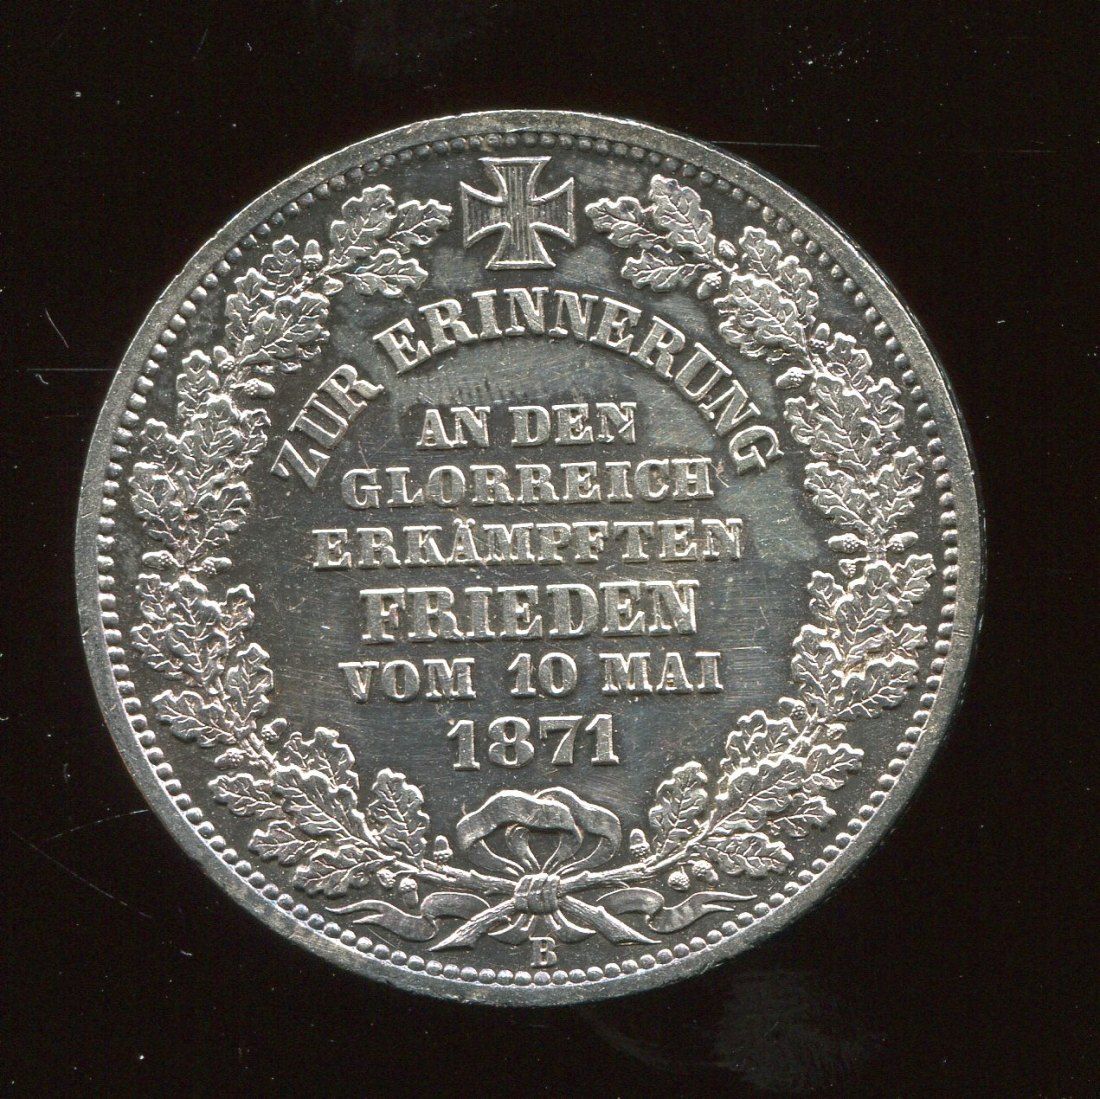 ZUR ERINNERUNG
AN DEN
GLORREICH
ERKÄMPFTEN
FRIEDEN
VOM 10 MAI
1871
B